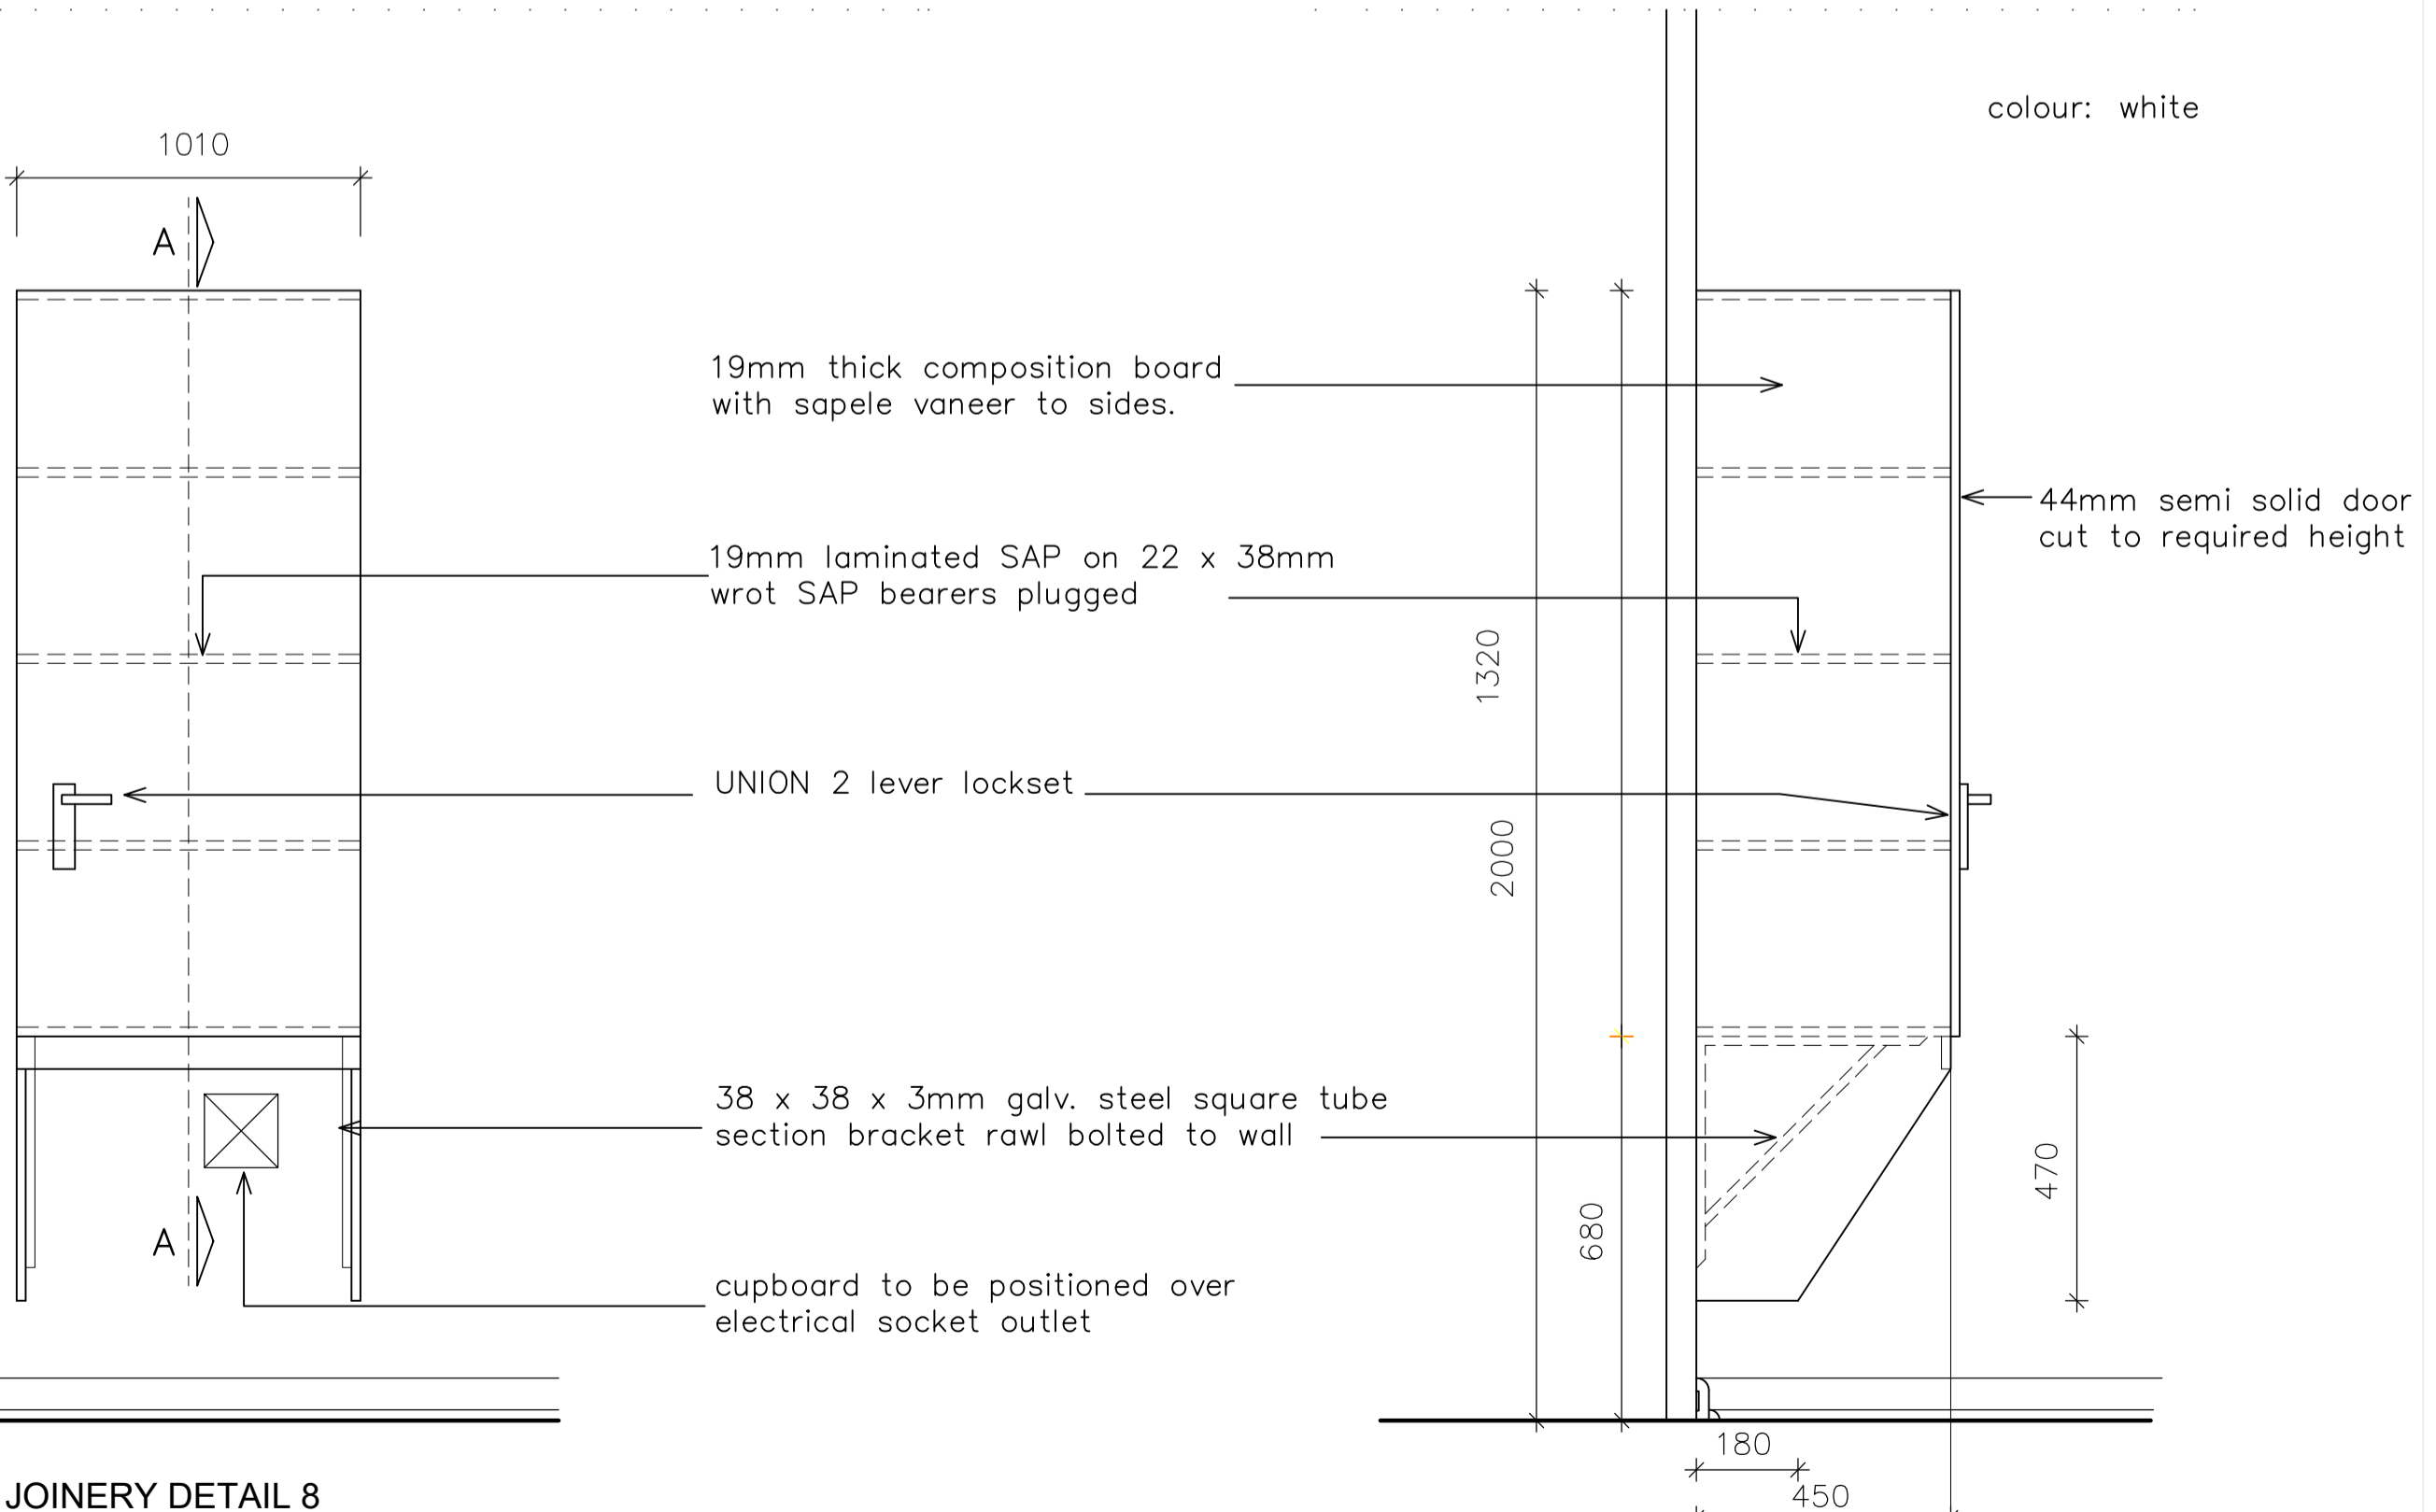 colour: white
1010
A
19mm thick composition board
with sapele vaneer to sides.
44mm semi solid door
cut to required height
19mm laminated SAP on 22 x 38mm
wrot SAP bearers plugged
1320
UNION 2 lever lockset
2000
38 x 38 x 3mm galv. steel square tube
section bracket rawl bolted to wall
470
680
A
cupboard to be positioned over
electrical socket outlet
180
450
JOINERY DETAIL 8